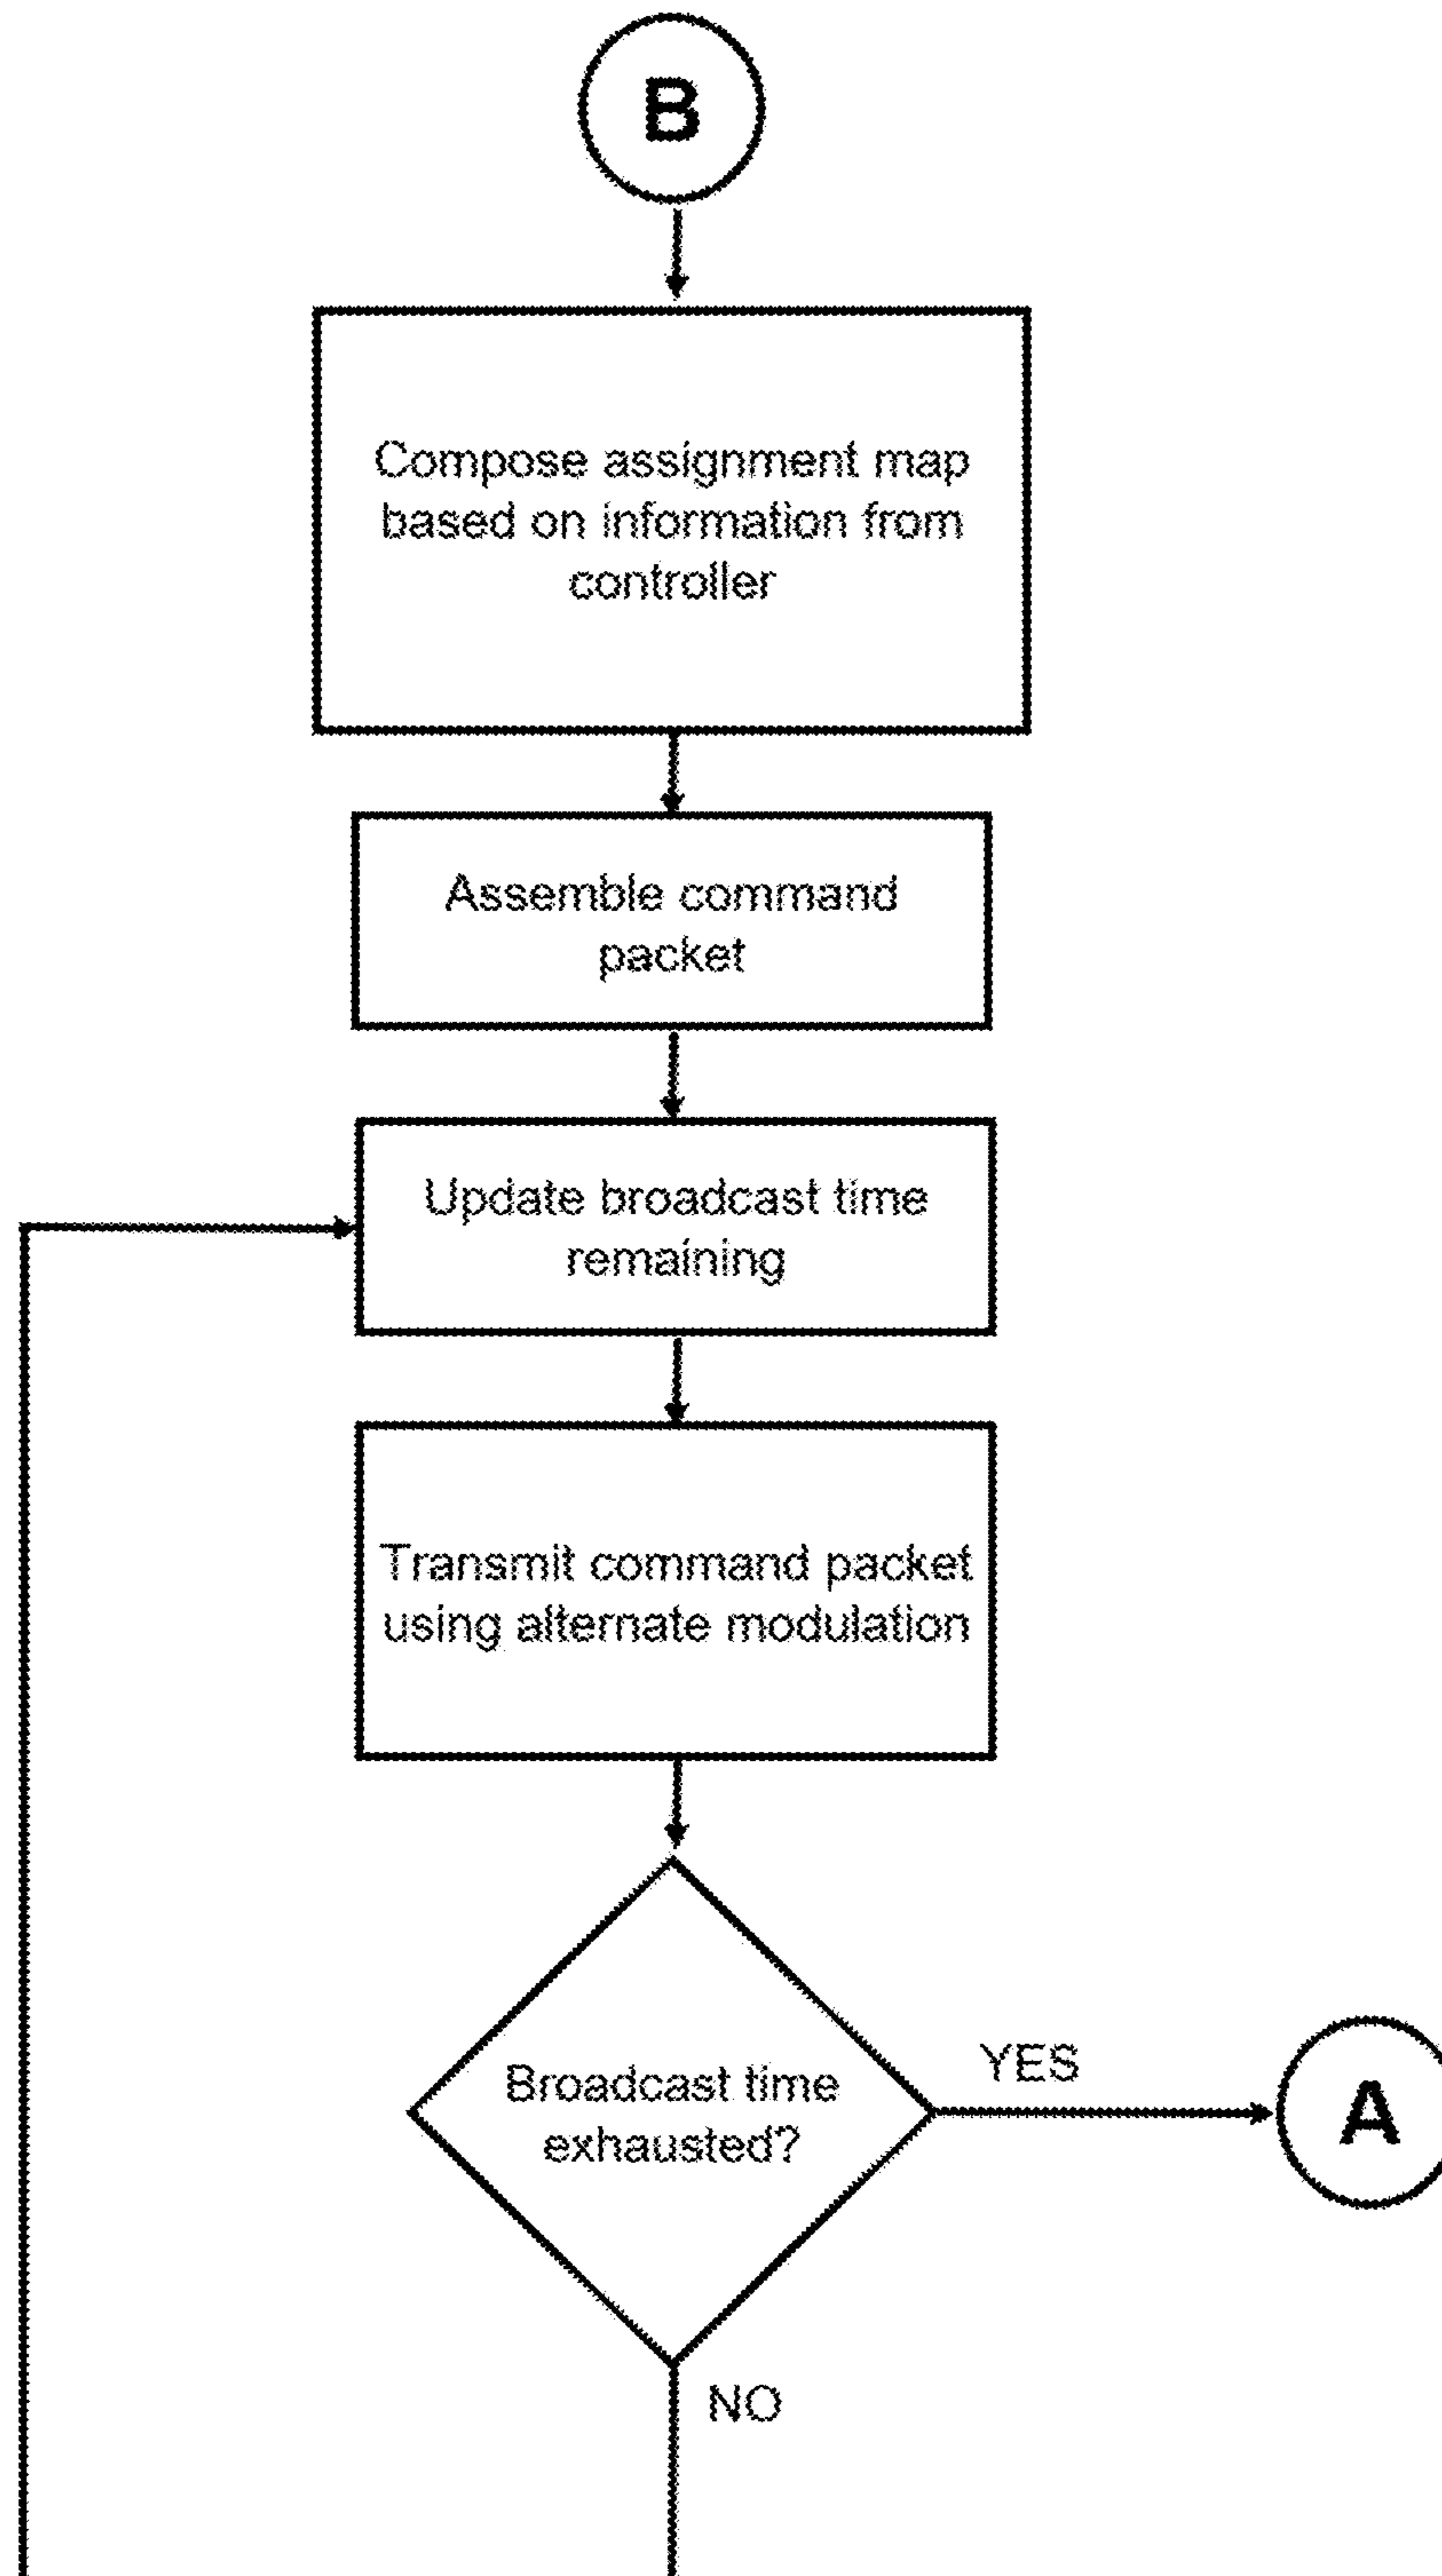 B
Compose assignment map
based on information from
controller
Assemble command
packet
Update broadcast time
remaining
Transmit command packet
using alternate modulation
Broadcast time
exhausted?
YES
A
NO